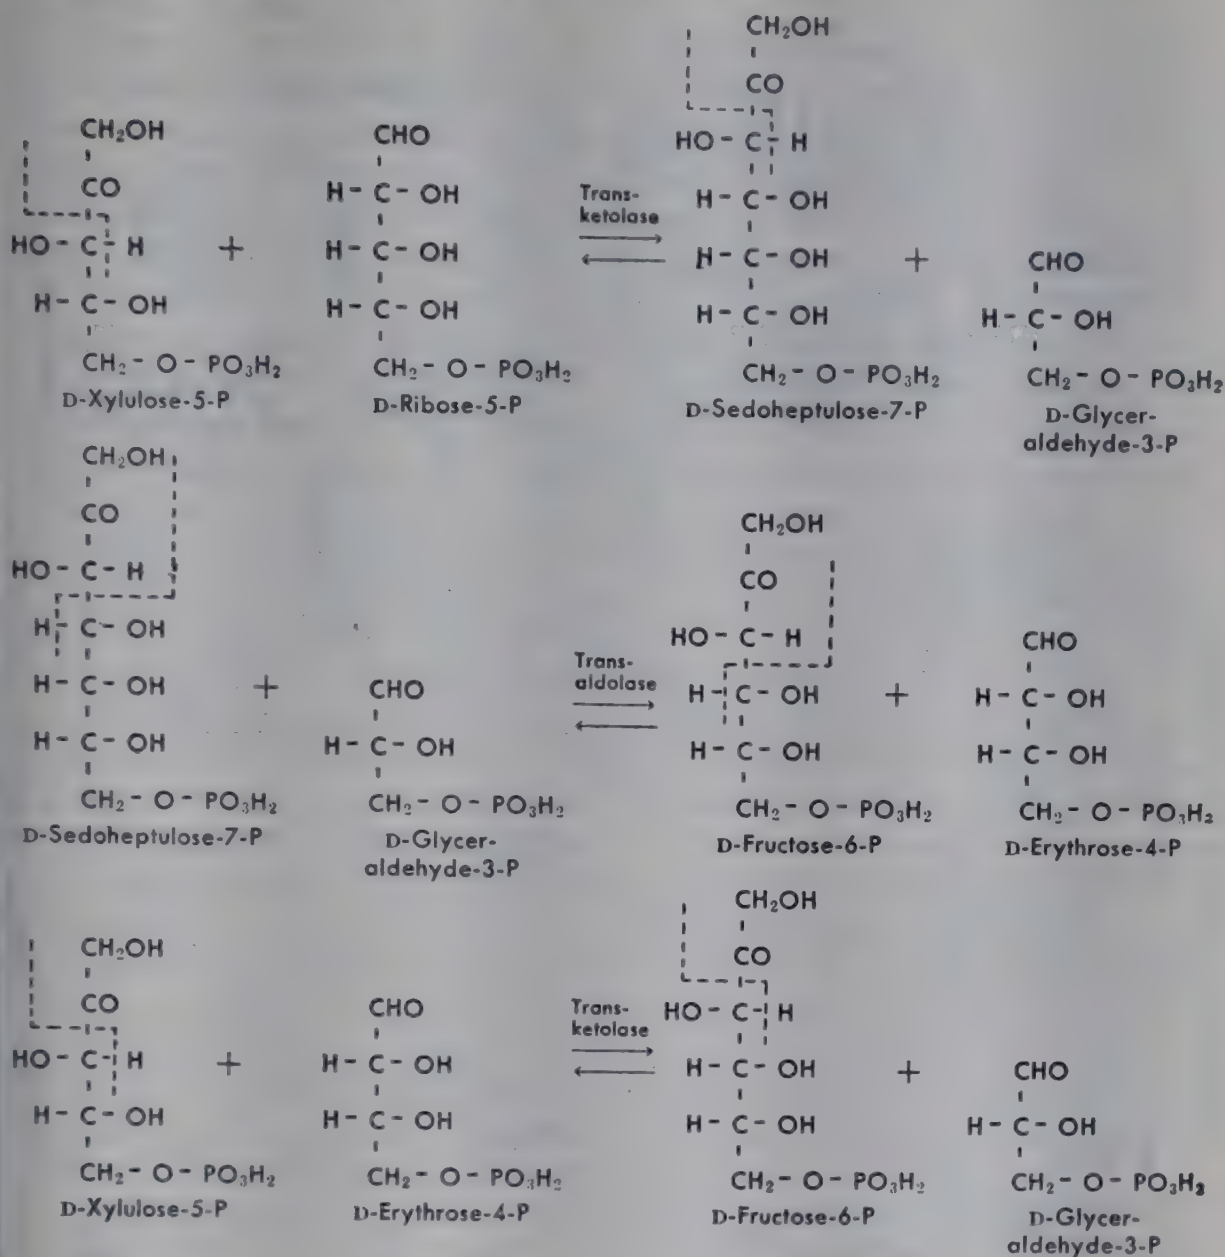 CH₂OH
CO
HO - C - H
H - C - OH
CH₂ - O - PO₃H₂
D-Xylulose-5-P
+
CHO
H - C - OH
H - C - OH
H - C - OH
CH₂ - O - PO₃H₂
D-Ribose-5-P
Trans-
ketolase
CH₂OH
CO
HO - C - H
H - C - OH
H - C - OH
H - C - OH
CH₂ - O - PO₃H₂
D-Sedoheptulose-7-P
+
CHO
H - C - OH
CH₂ - O - PO₃H₂
D-Glycer-
aldehyde-3-P
CH₂OH
CO
HO - C - H
H - C - OH
H - C - OH
H - C - OH
CH₂ - O - PO₃H₂
D-Sedoheptulose-7-P
+
CHO
H - C - OH
CH₂ - O - PO₃H₂
D-Glycer-
aldehyde-3-P
Trans-
aldolase
CH₂OH
CO
HO - C - H
H - C - OH
H - C - OH
CH₂ - O - PO₃H₂
D-Fructose-6-P
+
CHO
H - C - OH
H - C - OH
CH₂ - O - PO₃H₂
D-Erythrose-4-P
CH₂OH
CO
HO - C - H
H - C - OH
CH₂ - O - PO₃H₂
D-Xylulose-5-P
+
CHO
H - C - OH
H - C - OH
CH₂ - O - PO₃H₂
D-Erythrose-4-P
Trans-
ketolase
CH₂OH
CO
HO - C - H
H - C - OH
H - C - OH
CH₂ - O - PO₃H₂
D-Fructose-6-P
+
CHO
H - C - OH
CH₂ - O - PO₃H₂
D-Glycer-
aldehyde-3-P